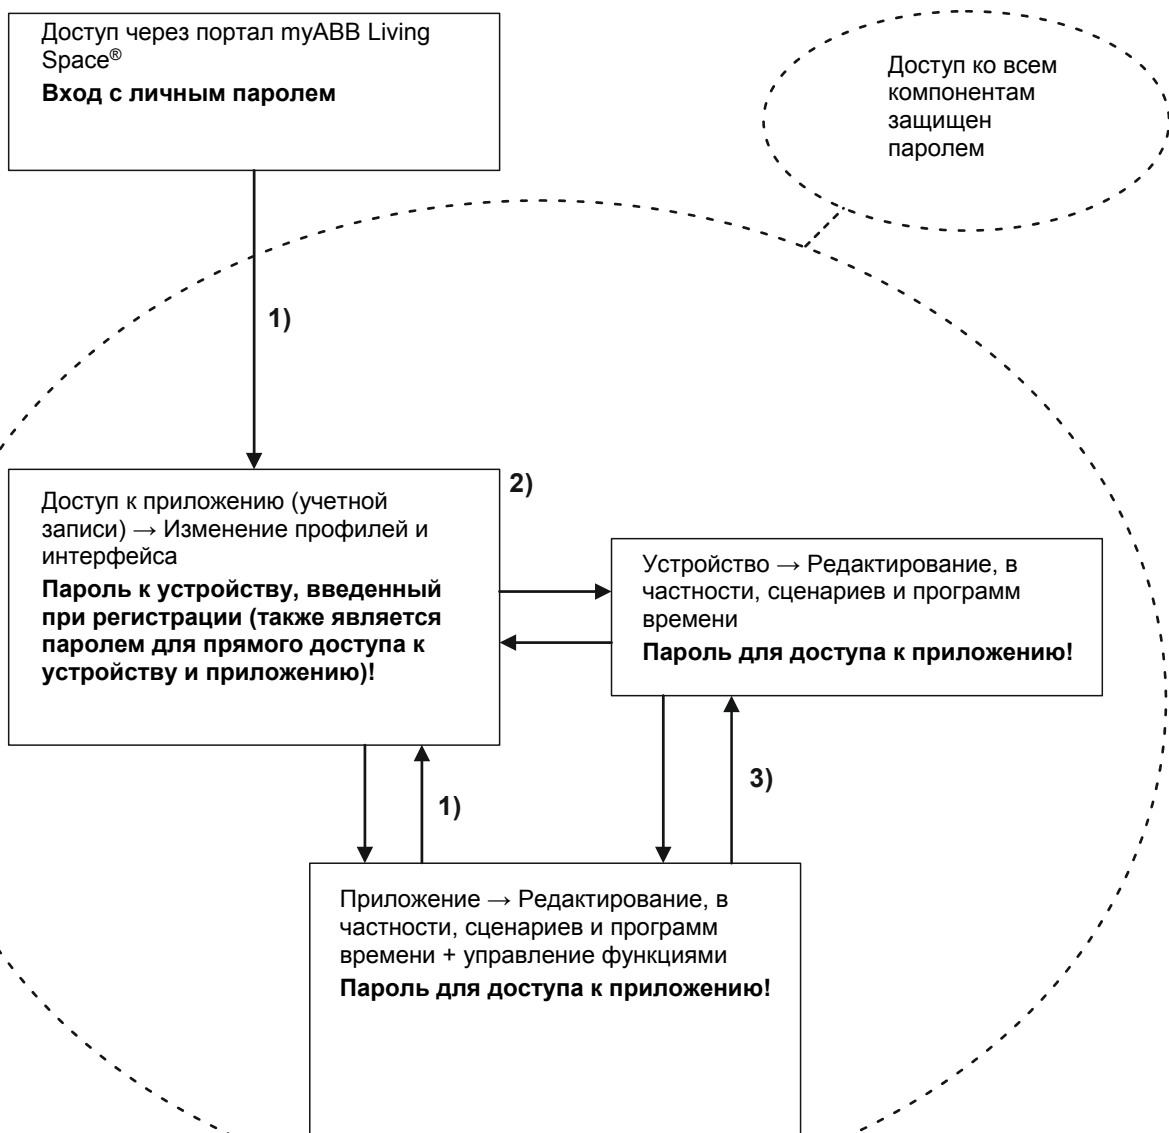 Доступ через портал myABB Living
Space®
Вход с личным паролем
Доступ ко всем
компонентам
защищен
паролем
1)
Доступ к приложению (учетной
записи) → Изменение профилей и
интерфейса
Пароль к устройству, введенный
при регистрации (также является
паролем для прямого доступа к
устройству и приложению)!
2)
Устройство → Редактирование, в
частности, сценариев и программ
времени
Пароль для доступа к приложению!
1)
3)
Приложение → Редактирование, в
частности, сценариев и программ
времени + управление функциями
Пароль для доступа к приложению!